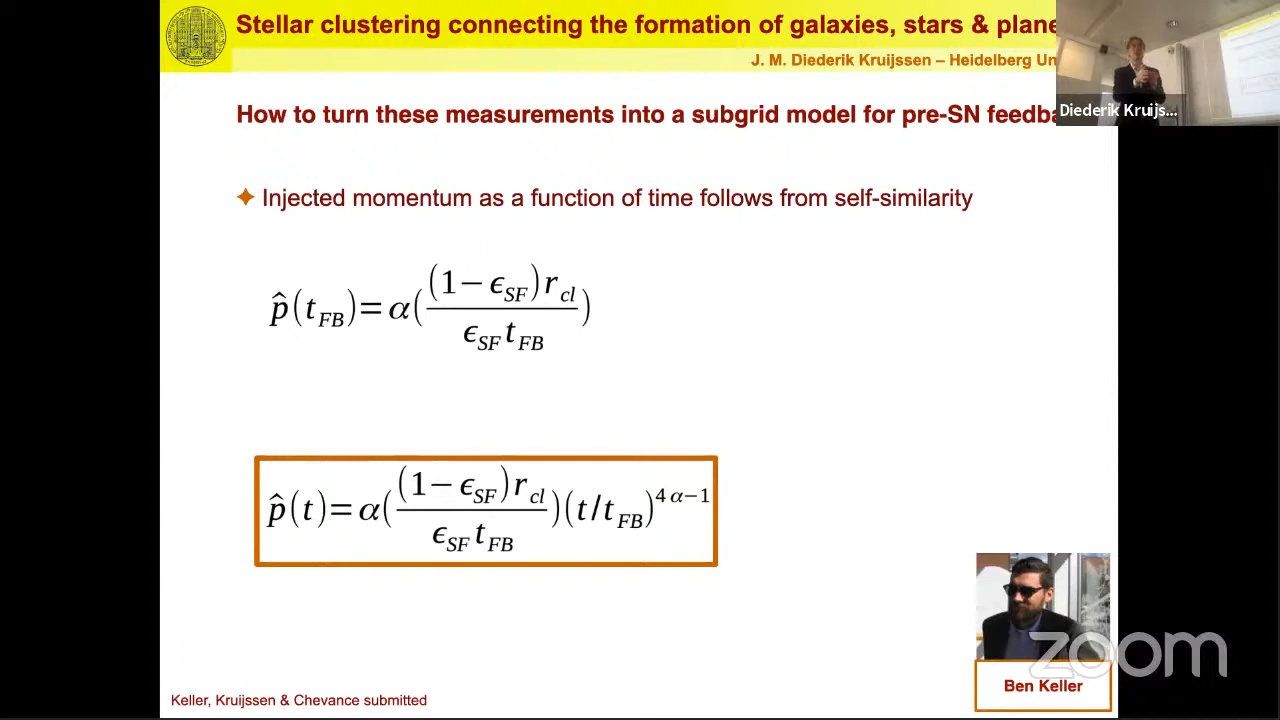 Stellar clustering connecting the formation of galaxies, stars & plane
J. M. Diederik Kruijssen – Heidelberg Un
Diederik Kruijs...
How to turn these measurements into a subgrid model for pre-SN feedba
✦ Injected momentum as a function of time follows from self-similarity
p̂(t_FB)=α((1−ϵ_SF)r_cl / ϵ_SF t_FB)
p̂(t)=α((1−ϵ_SF)r_cl / ϵ_SF t_FB)(t/t_FB)^{4α−1}
zoom
Ben Keller
Keller, Kruijssen & Chevance submitted